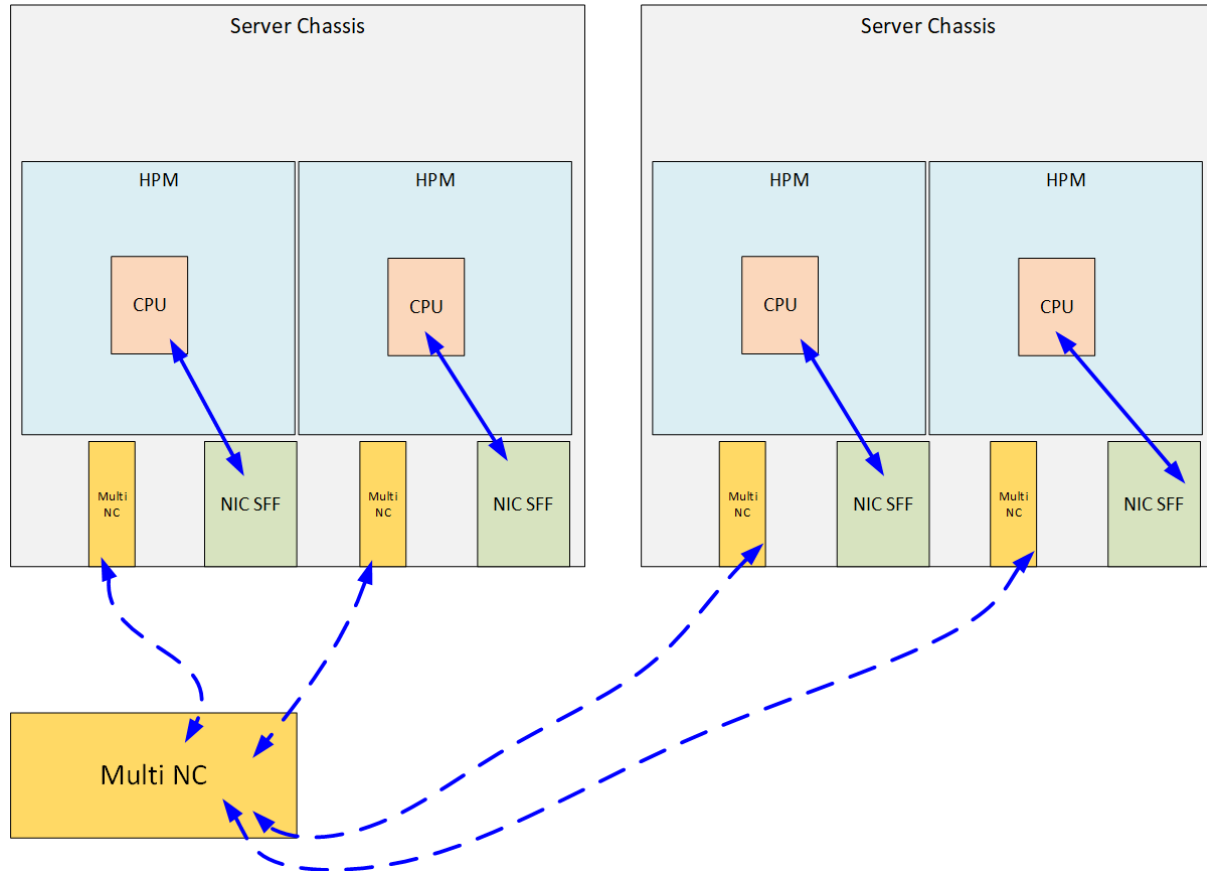 Server Chassis
Server Chassis
HPM
HPM
HPM
HPM
CPU
CPU
CPU
CPU
Multi
NC
NIC SFF
Multi
NC
NIC SFF
Multi
NC
NIC SFF
Multi
NC
NIC SFF
Multi NC